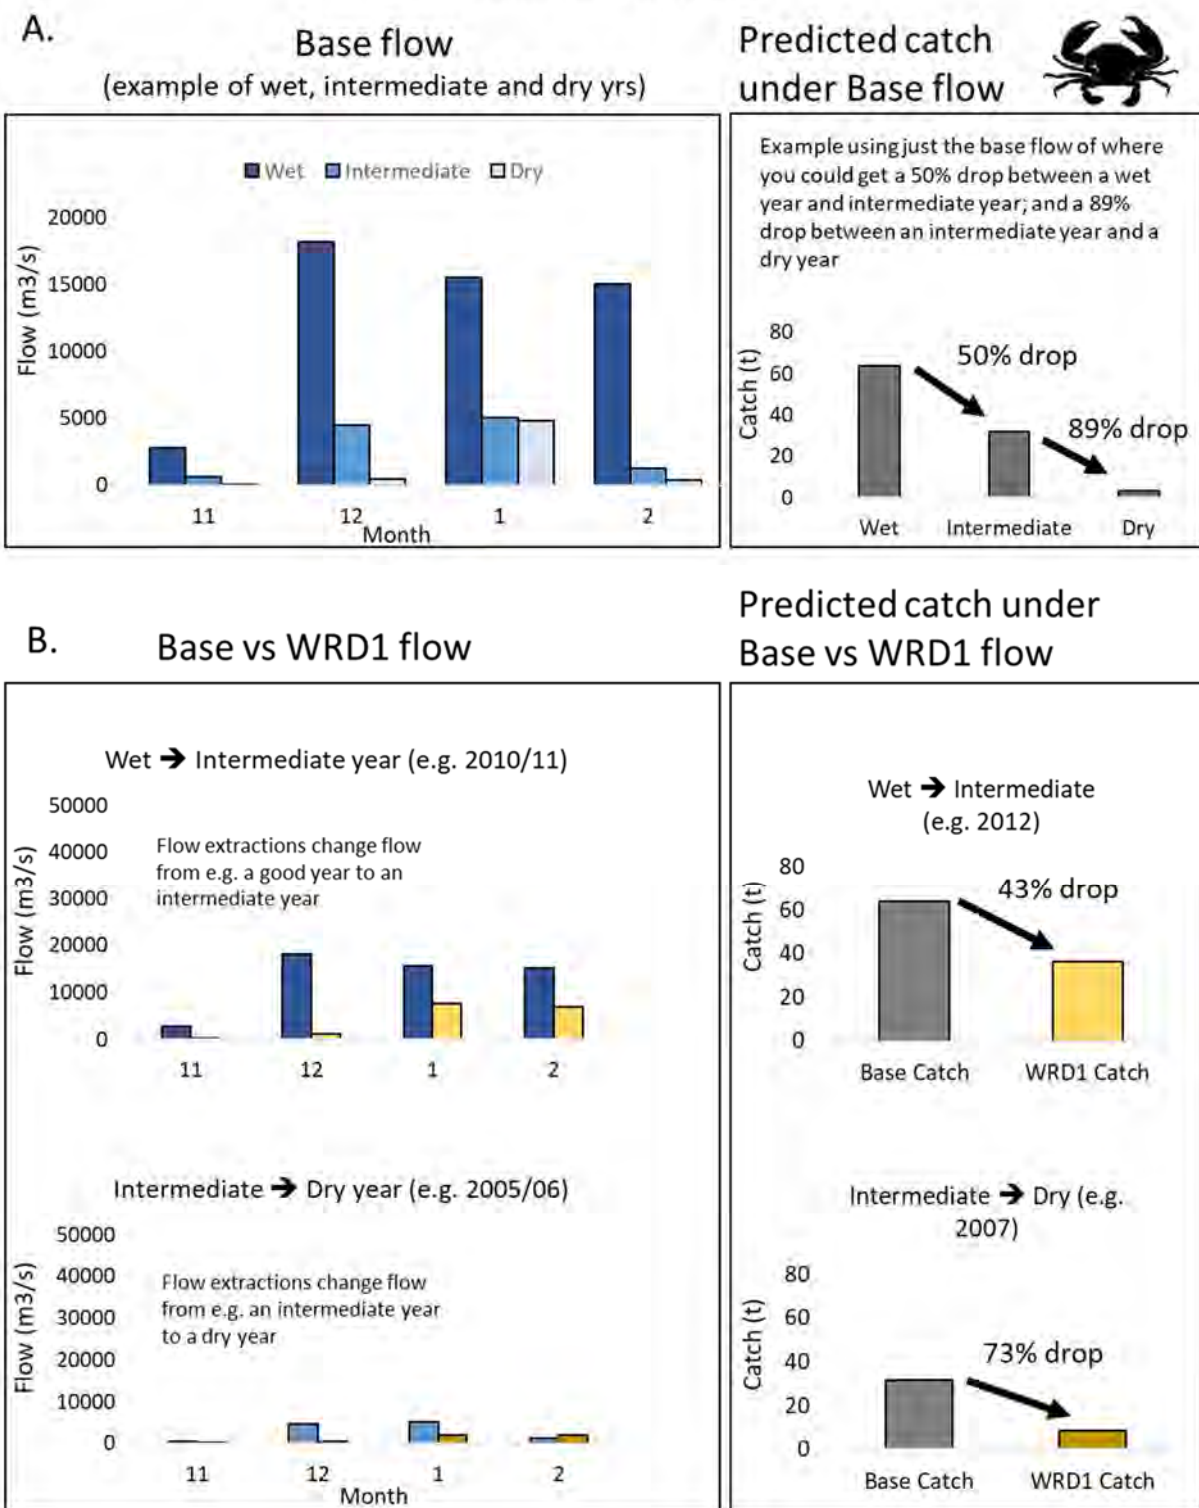 A.
Base flow
(example of wet, intermediate and dry yrs)
Wet Intermediate Dry
Flow (m3/s)
20000
15000
10000
5000
0
11 12 1 2
Month
Predicted catch
under Base flow
Example using just the base flow of where
you could get a 50% drop between a wet
year and intermediate year; and a 89%
drop between an intermediate year and a
dry year
Catch (t)
80
60
40
20
0
50% drop
89% drop
Wet Intermediate Dry
B.
Base vs WRD1 flow
Wet ➔ Intermediate year (e.g. 2010/11)
Flow (m3/s)
50000
40000
30000
20000
10000
0
Flow extractions change flow
from e.g. a good year to an
intermediate year
11 12 1 2
Intermediate ➔ Dry year (e.g. 2005/06)
Flow (m3/s)
50000
40000
30000
20000
10000
0
Flow extractions change flow
from e.g. an intermediate year
to a dry year
11 12 1 2
Month
Predicted catch under
Base vs WRD1 flow
Wet ➔ Intermediate
(e.g. 2012)
Catch (t)
80
60
40
20
0
43% drop
Base Catch WRD1 Catch
Intermediate ➔ Dry (e.g.
2007)
Catch (t)
80
60
40
20
0
73% drop
Base Catch WRD1 Catch